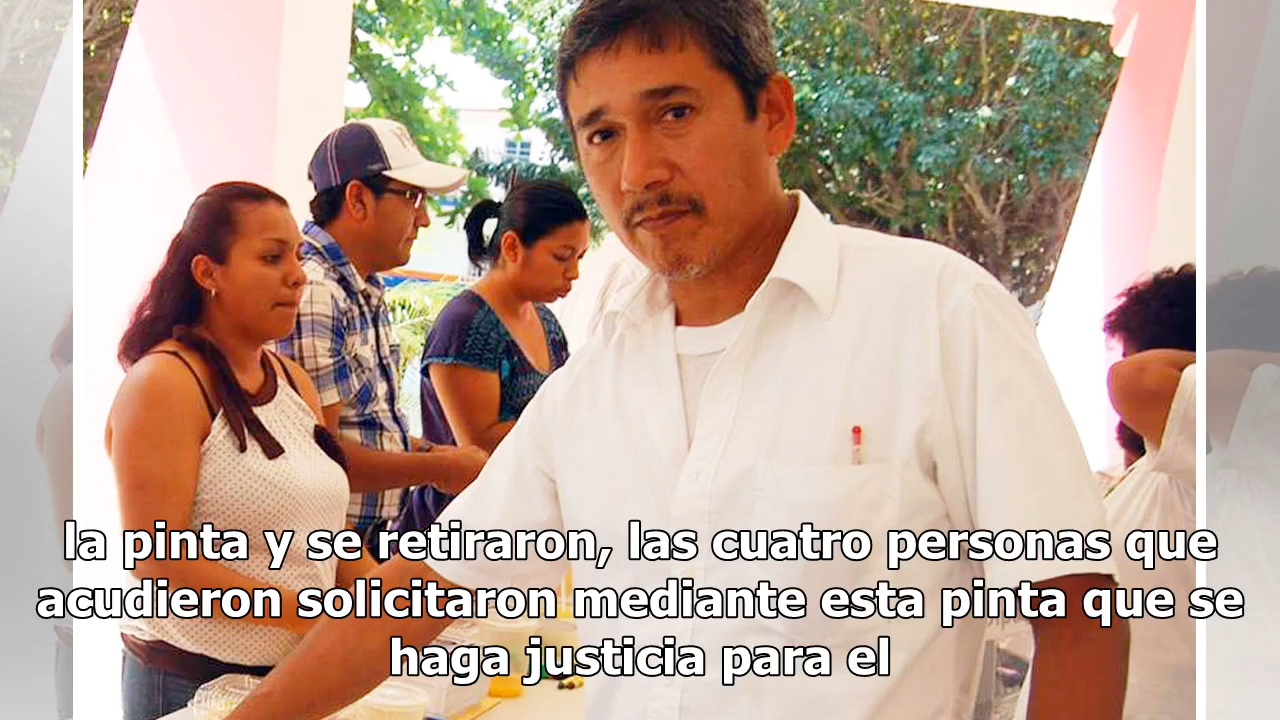 la pinta y se retiraron, las cuatro personas que
acudieron solicitaron mediante esta pinta que se
haga justicia para el